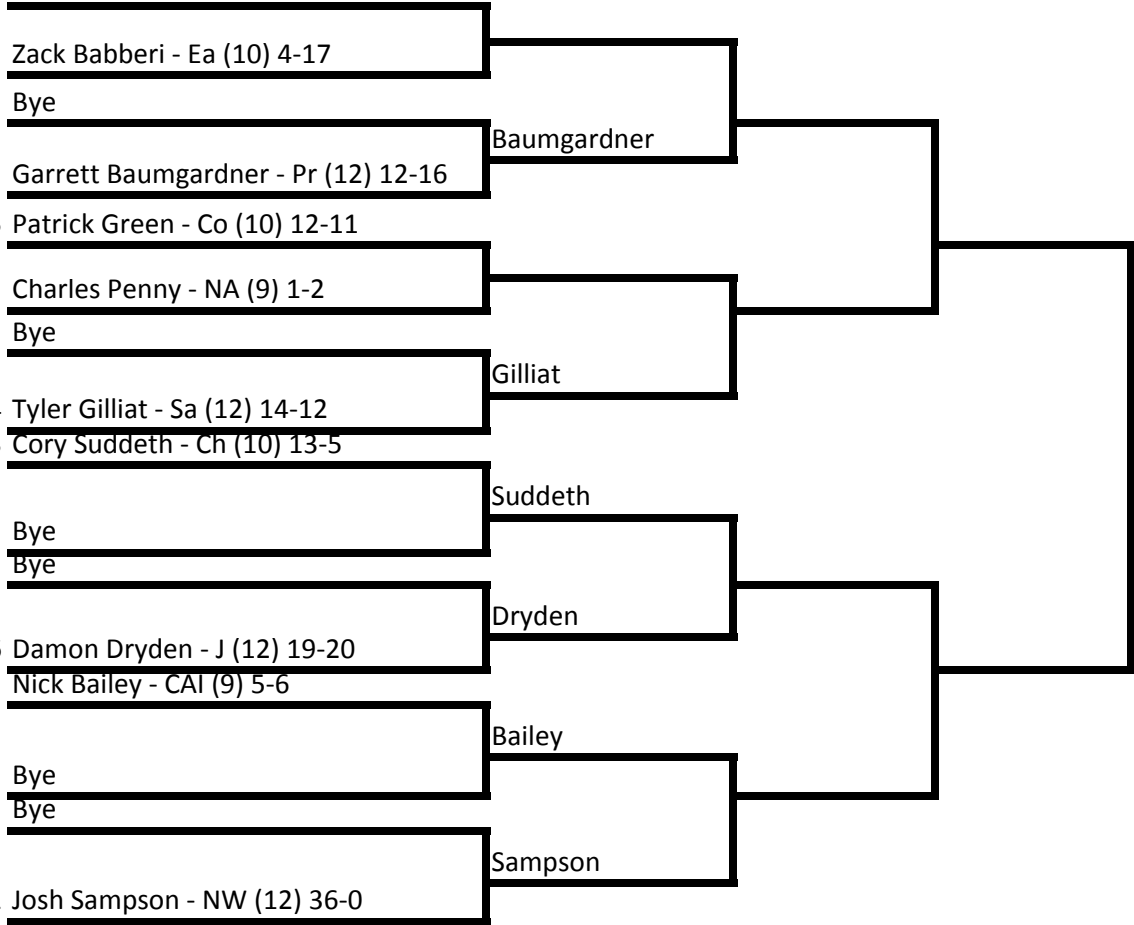 Zack Babberi - Ea (10) 4-17
Bye
Baumgardner
Garrett Baumgardner - Pr (12) 12-16
Patrick Green - Co (10) 12-11
Charles Penny - NA (9) 1-2
Bye
Gilliat
Tyler Gilliat - Sa (12) 14-12
Cory Suddeth - Ch (10) 13-5
Suddeth
Bye
Bye
Dryden
Damon Dryden - J (12) 19-20
Nick Bailey - CAI (9) 5-6
Bailey
Bye
Bye
Sampson
Josh Sampson - NW (12) 36-0